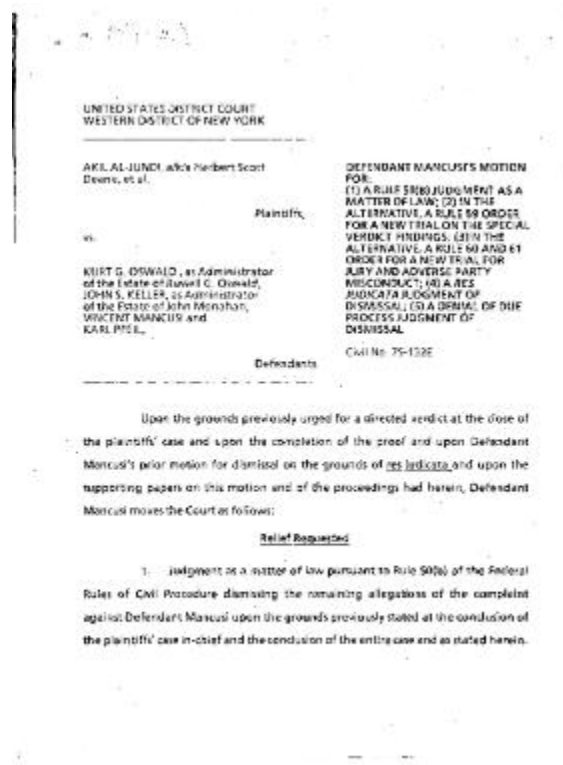 UNITED STATES DISTRICT COURT
WESTERN DISTRICT OF NEW YORK
AKIL AL-JUNDI, a/k/a Herbert Scott
Deane, et al.
Plaintiffs,
vs.
KURT G. OSWALD, as Administrator
of the Estate of Russell G. Oswald,
JOHN S. KELLER, as Administrator
of the Estate of John Monahan,
VINCENT MANCUSI and
KARL PFEIL,
Defendants
DEFENDANT MANCUSI'S MOTION
FOR:
(1) A RULE 50(B) JUDGMENT AS A
MATTER OF LAW; (2) IN THE
ALTERNATIVE, A RULE 59 ORDER
FOR A NEW TRIAL ON THE SPECIAL
VERDICT FINDINGS, (3) IN THE
ALTERNATIVE, A RULE 60 AND 61
ORDER FOR A NEW TRIAL FOR
JURY AND ADVERSE PARTY
MISCONDUCT; (4) A RES
JUDICATA JUDGMENT OF
DISMISSAL; (5) A DENIAL OF DUE
PROCESS JUDGMENT OF
DISMISSAL
Civil No. 75-132E
Upon the grounds previously urged for a directed verdict at the close of
the plaintiffs' case and upon the completion of the proof and upon Defendant
Mancusi's prior motion for dismissal on the grounds of res judicata and upon the
supporting papers on this motion and of the proceedings had herein, Defendant
Mancusi moves the Court as follows:
Relief Requested
1. Judgment as a matter of law pursuant to Rule 50(b) of the Federal
Rules of Civil Procedure dismissing the remaining allegations of the complaint
against Defendant Mancusi upon the grounds previously stated at the conclusion of
the plaintiffs' case in-chief and the conclusion of the entire case and as stated herein.